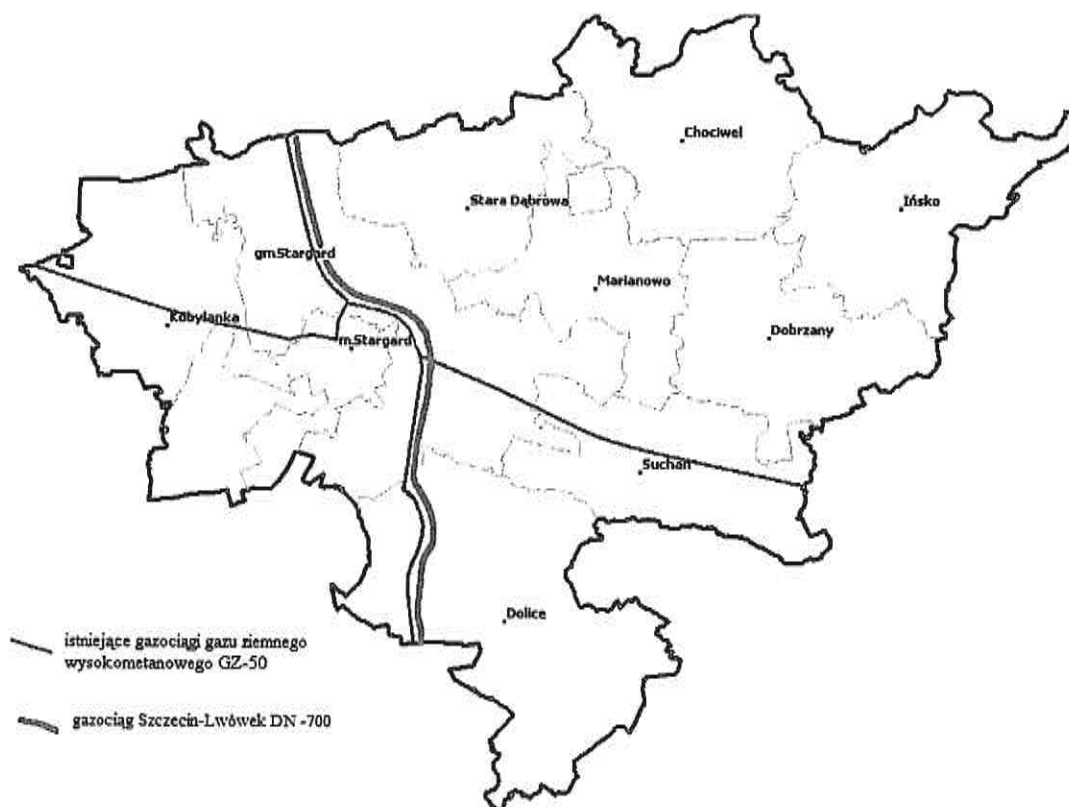 Chociwel
Stara Dąbrowa
Ińsko
gm.Stargard
Marianowo
Kobylanka
Dobrzany
m.Stargard
Suchań
Dolice
istniejące gazociągi gazu ziemnego
wysokometanowego GZ-50
gazociąg Szczecin-Lwówek DN -700